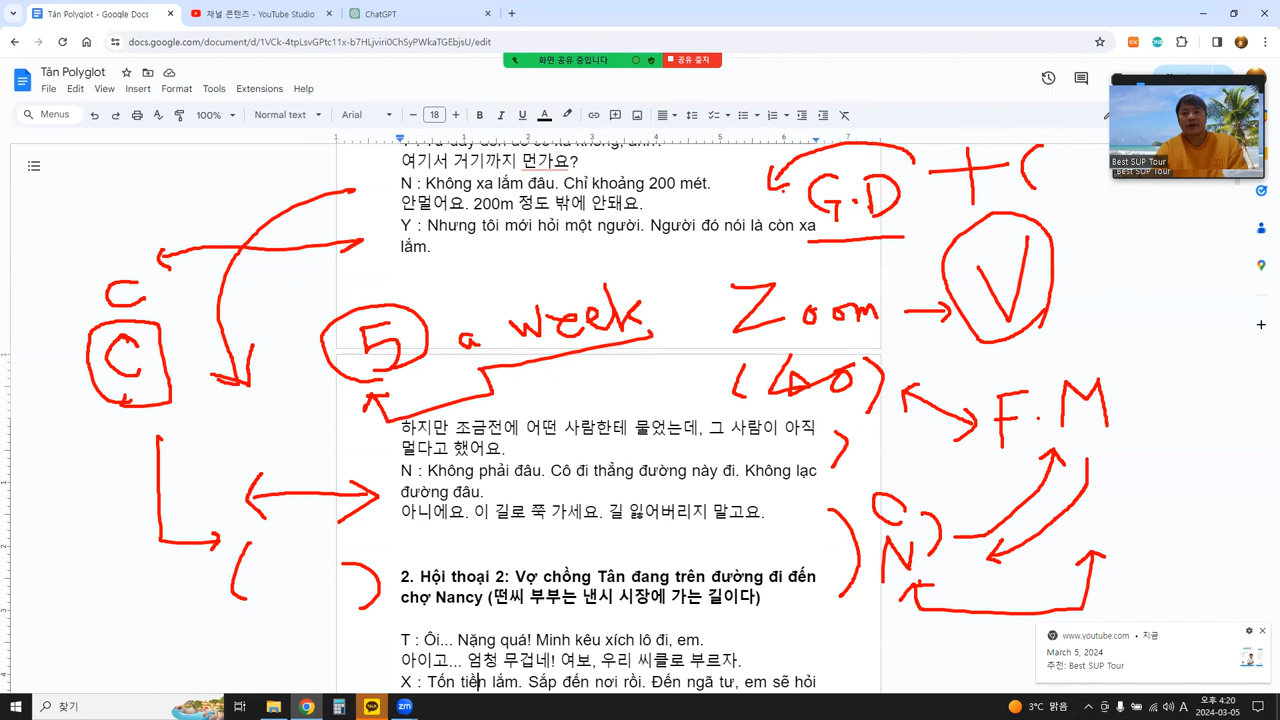 Tân Polyglot - Google Docs
채널 콘텐츠 - YouTube Studio
ChatGPT
docs.google.com/document/d/1VCk-4tpLsvGPtc11x-b7HLjviri0ChSyPWkaTGEbjsU/edit
화면 공유 중입니다
공유 중지
Tân Polyglot
File Edit View Insert Format Tools Extensions Help
Menus
100%
Normal text
Arial
18
B I U A
1 1 2 3 4 5 6 7
Best SUP Tour
Best SUP Tour
여기서 거기까지 먼가요?
N : Không xa lắm đâu. Chỉ khoảng 200 mét.
안멀어요. 200m 정도 밖에 안돼요.
Y : Nhưng tôi mới hỏi một người. Người đó nói là còn xa
lắm.
G.D + (
V
C
C
5 a week
Zoom
(40)
F.M
하지만 조금전에 어떤 사람한테 물었는데, 그 사람이 아직
멀다고 했어요.
N : Không phải đâu. Cô đi thẳng đường này đi. Không lạc
đường đâu.
아니에요. 이 길로 쭉 가세요. 길 잃어버리지 말고요.
O
N
2. Hội thoại 2: Vợ chồng Tân đang trên đường đi đến
chợ Nancy (떤씨 부부는 낸시 시장에 가는 길이다)
T : Ôi... Nặng quá! Minh kêu xích lô đi, em.
아이고... 엄청 무겁네! 여보, 우리 씨클로 부르자.
X : Tốn tiền lắm. Sắp đến nơi rồi. Đến ngã tư, em sẽ hỏi
www.youtube.com • 지금
March 5, 2024
추천: Best SUP Tour
찾기
3°C 맑음
A
오후 4:20
2024-03-05